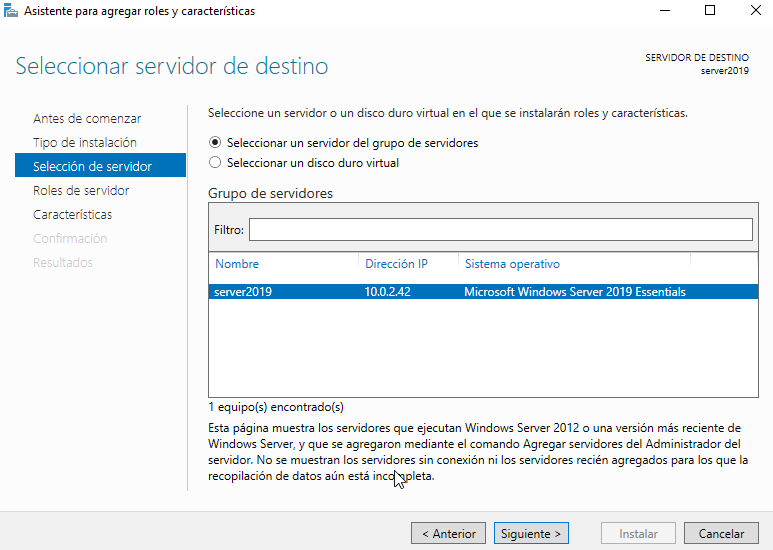 Asistente para agregar roles y características
Seleccionar servidor de destino
SERVIDOR DE DESTINO
server2019
Antes de comenzar
Tipo de instalación
Selección de servidor
Roles de servidor
Características
Confirmación
Resultados
Seleccione un servidor o un disco duro virtual en el que se instalarán roles y características.
Seleccionar un servidor del grupo de servidores
Seleccionar un disco duro virtual
Grupo de servidores
Filtro:
Nombre Dirección IP Sistema operativo
server2019 10.0.2.42 Microsoft Windows Server 2019 Essentials
1 equipo(s) encontrado(s)
Esta página muestra los servidores que ejecutan Windows Server 2012 o una versión más reciente de
Windows Server, y que se agregaron mediante el comando Agregar servidores del Administrador del
servidor. No se muestran los servidores sin conexión ni los servidores recién agregados para los que la
recopilación de datos aún está incompleta.
< Anterior Siguiente > Instalar Cancelar